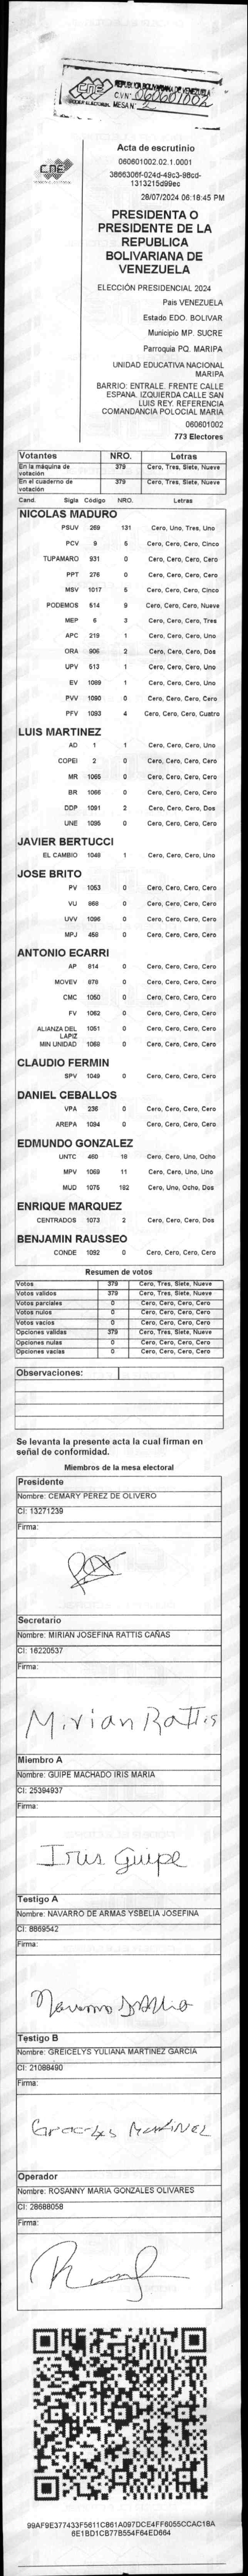 CNE
REPUBLICA BOLIVARIANA DE VENEZUELA
PODER ELECTORAL
C.V.N°: 060601002
MESA N°: 2
CNE
Acta de escrutinio
060601002.02.1.0001
28/07/2024 06:18:45 PM
PRESIDENTA O
PRESIDENTE DE LA
REPUBLICA
BOLIVARIANA DE
VENEZUELA
ELECCIÓN PRESIDENCIAL 2024
Pais VENEZUELA
Estado EDO. BOLIVAR
Municipio MP. SUCRE
Parroquia PQ. MARIPA
UNIDAD EDUCATIVA NACIONAL
MARIPA
BARRIO: ENTRALE. FRENTE CALLE
ESPANA. IZQUIERDA CALLE SAN
LUIS REY. REFERENCIA
COMANDANCIA POLOCIAL MARIA
060601002
773 Electores
Votantes NRO. Letras
En la máquina de votación 379 Cero, Tres, Siete, Nueve
En el cuaderno de votación 379 Cero, Tres, Siete, Nueve
Cand. Sigla Código NRO. Letras
NICOLAS MADURO
PSUV 269 131 Cero, Uno, Tres, Uno
PCV 9 5 Cero, Cero, Cero, Cinco
TUPAMARO 931 0 Cero, Cero, Cero, Cero
PPT 276 0 Cero, Cero, Cero, Cero
MSV 1017 5 Cero, Cero, Cero, Cinco
PODEMOS 514 9 Cero, Cero, Cero, Nueve
MEP 6 3 Cero, Cero, Cero, Tres
APC 219 1 Cero, Cero, Cero, Uno
ORA 906 2 Cero, Cero, Cero, Dos
UPV 513 1 Cero, Cero, Cero, Uno
EV 1089 1 Cero, Cero, Cero, Uno
PVV 1090 0 Cero, Cero, Cero, Cero
PFV 1093 4 Cero, Cero, Cero, Cuatro
LUIS MARTINEZ
AD 1 1 Cero, Cero, Cero, Uno
COPEI 2 0 Cero, Cero, Cero, Cero
MR 1065 0 Cero, Cero, Cero, Cero
BR 1066 0 Cero, Cero, Cero, Cero
DDP 1091 2 Cero, Cero, Cero, Dos
UNE 1095 0 Cero, Cero, Cero, Cero
JAVIER BERTUCCI
EL CAMBIO 1048 1 Cero, Cero, Cero, Uno
JOSE BRITO
PV 1053 0 Cero, Cero, Cero, Cero
VU 868 0 Cero, Cero, Cero, Cero
UVV 1096 0 Cero, Cero, Cero, Cero
MPJ 458 0 Cero, Cero, Cero, Cero
ANTONIO ECARRI
AP 614 0 Cero, Cero, Cero, Cero
MOVEV 878 0 Cero, Cero, Cero, Cero
CMC 1050 0 Cero, Cero, Cero, Cero
FV 1062 0 Cero, Cero, Cero, Cero
ALIANZA DEL LAPIZ 1051 0 Cero, Cero, Cero, Cero
MIN UNIDAD 1068 0 Cero, Cero, Cero, Cero
CLAUDIO FERMIN
SPV 1049 0 Cero, Cero, Cero, Cero
DANIEL CEBALLOS
VPA 236 0 Cero, Cero, Cero, Cero
AREPA 1094 0 Cero, Cero, Cero, Cero
EDMUNDO GONZALEZ
UNTC 460 18 Cero, Cero, Uno, Ocho
MPV 1069 11 Cero, Cero, Uno, Uno
MUD 1075 182 Cero, Uno, Ocho, Dos
ENRIQUE MARQUEZ
CENTRADOS 1073 2 Cero, Cero, Cero, Dos
BENJAMIN RAUSSEO
CONDE 1092 0 Cero, Cero, Cero, Cero
Resumen de votos
Votos 379 Cero, Tres, Siete, Nueve
Votos validos 379 Cero, Tres, Siete, Nueve
Votos parciales 0 Cero, Cero, Cero, Cero
Votos nulos 0 Cero, Cero, Cero, Cero
Votos vacios 0 Cero, Cero, Cero, Cero
Opciones validas 379 Cero, Tres, Siete, Nueve
Opciones nulas 0 Cero, Cero, Cero, Cero
Opciones vacias 0 Cero, Cero, Cero, Cero
Observaciones:
Se levanta la presente acta la cual firman en
señal de conformidad.
Miembros de la mesa electoral
Presidente
Nombre: CEMARY PEREZ DE OLIVERO
CI: 13271239
Firma:
Secretario
Nombre: MIRIAN JOSEFINA RATTIS CAÑAS
CI: 16220537
Firma:
Mirian Rattis
Miembro A
Nombre: GUIPE MACHADO IRIS MARIA
CI: 25394937
Firma:
Iris Guipe
Testigo A
Nombre: NAVARRO DE ARMAS YSBELIA JOSEFINA
CI: 8869542
Firma:
Testigo B
Nombre: GREICELYS YULIANA MARTINEZ GARCIA
CI: 21088490
Firma:
Operador
Nombre: ROSANNY MARIA GONZALES OLIVARES
CI: 28688058
Firma:
99AF9E377433F5611C861A097DCE4FF6055CCAC18A
6E1BD1CB77B554F64ED664